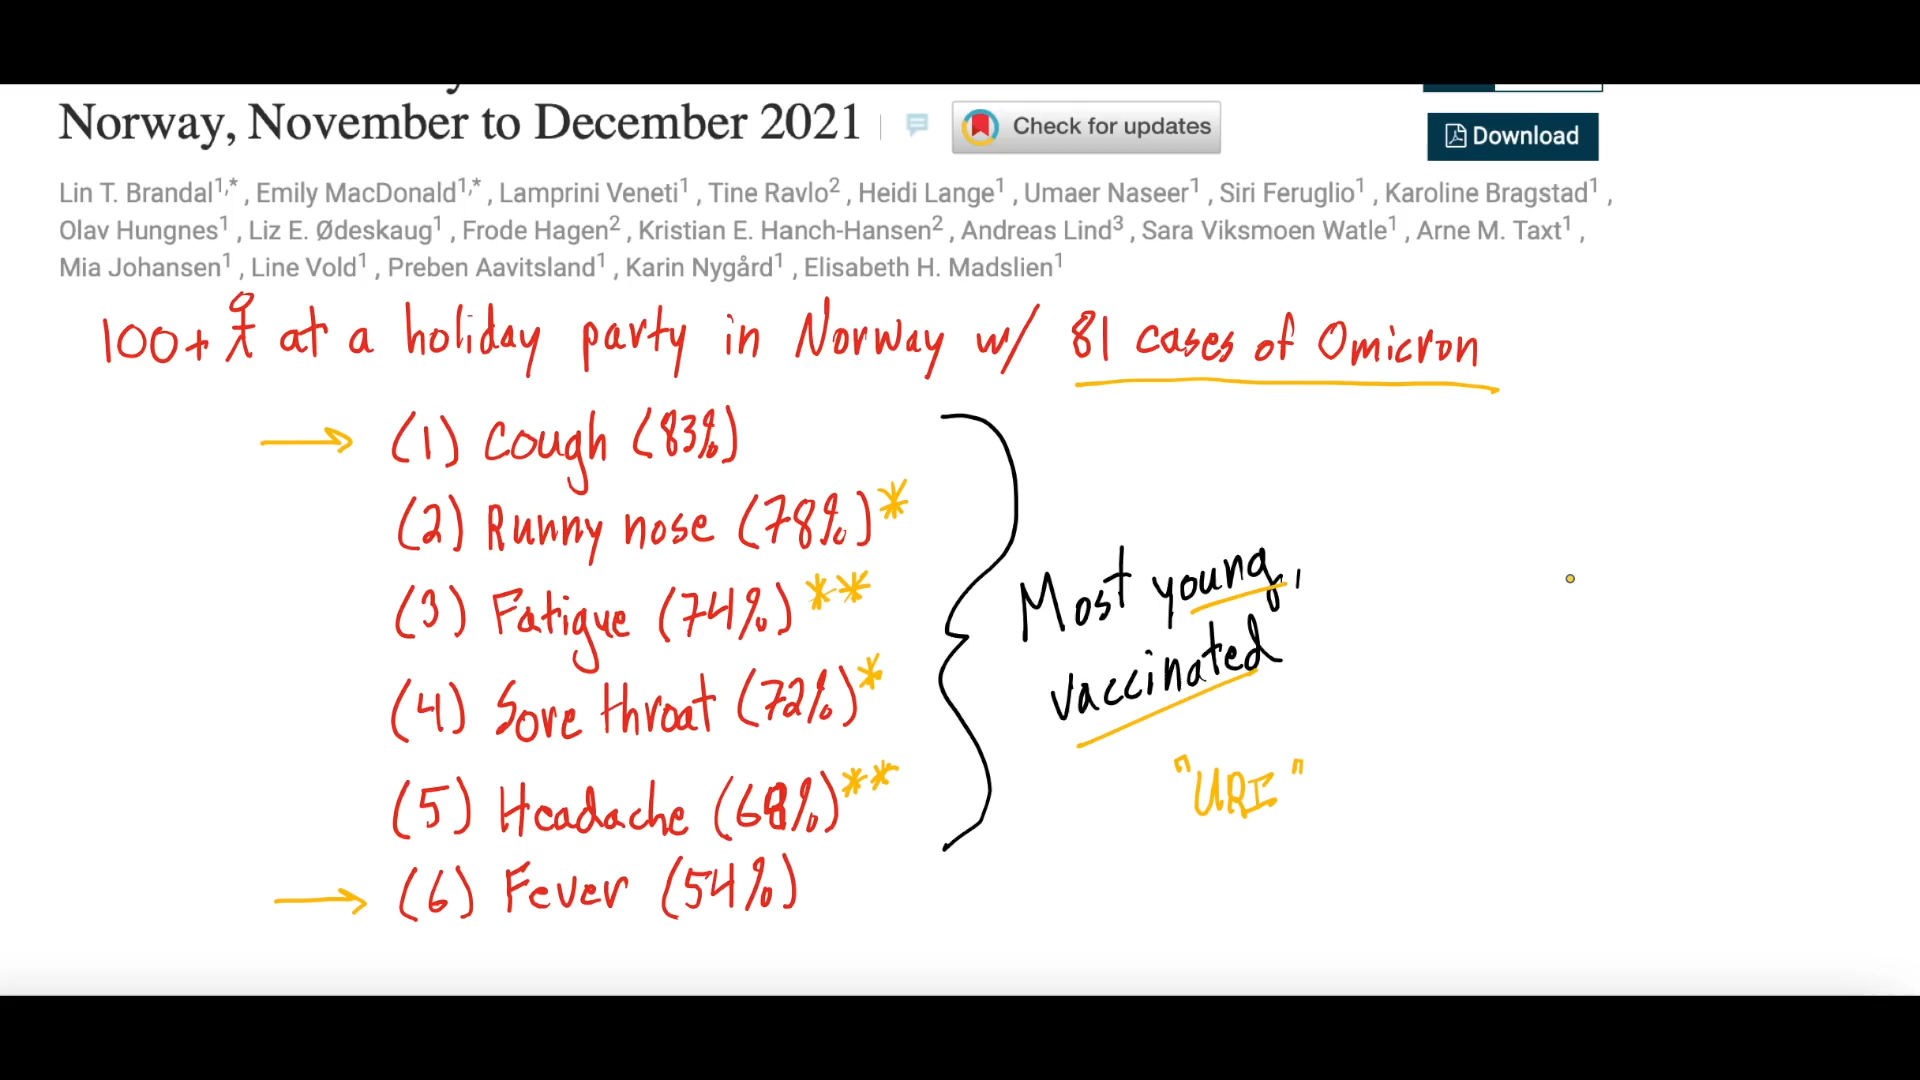 Norway, November to December 2021 Check for updates Download
Lin T. Brandal1,*, Emily MacDonald1,*, Lamprini Veneti1, Tine Ravlo2, Heidi Lange1, Umaer Naseer1, Siri Feruglio1, Karoline Bragstad1,
Olav Hungnes1, Liz E. Ødeskaug1, Frode Hagen2, Kristian E. Hanch-Hansen2, Andreas Lind3, Sara Viksmoen Watle1, Arne M. Taxt1,
Mia Johansen1, Line Vold1, Preben Aavitsland1, Karin Nygård1, Elisabeth H. Madslien1
100+ at a holiday party in Norway w/ 81 cases of Omicron
(1) Cough (83%)
(2) Runny nose (78%)*
(3) Fatigue (74%)**
(4) Sore throat (72%)*
(5) Headache (68%)**
(6) Fever (54%)
Most young,
vaccinated
"URI"